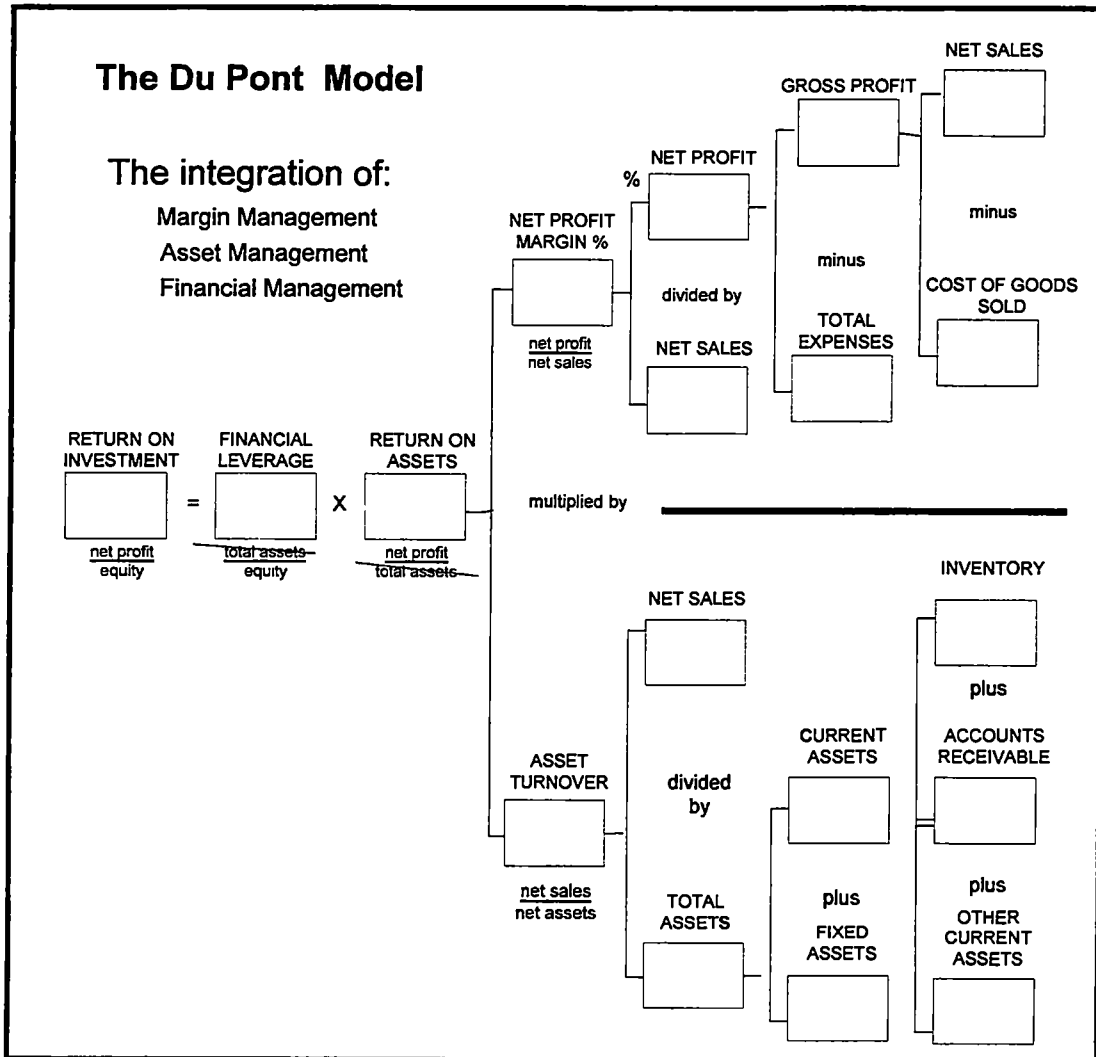 The Du Pont Model
The integration of:
Margin Management
Asset Management
Financial Management
NET SALES
GROSS PROFIT
minus
COST OF GOODS
SOLD
NET PROFIT
%
minus
TOTAL
EXPENSES
NET PROFIT
MARGIN %
net profit
net sales
divided by
NET SALES
RETURN ON
INVESTMENT
net profit
equity
=
FINANCIAL
LEVERAGE
total assets
equity
X
RETURN ON
ASSETS
net profit
total assets
multiplied by
NET SALES
ASSET
TURNOVER
net sales
net assets
divided
by
TOTAL
ASSETS
CURRENT
ASSETS
plus
FIXED
ASSETS
INVENTORY
plus
ACCOUNTS
RECEIVABLE
plus
OTHER
CURRENT
ASSETS